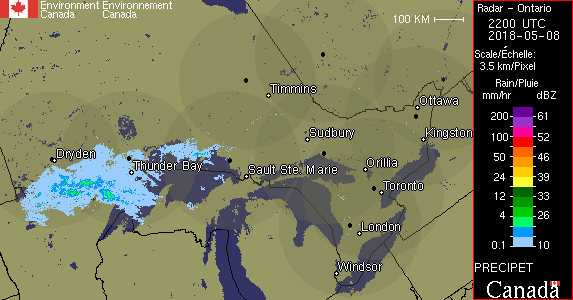 Environment Environnement
Canada Canada
100 KM
Timmins
Ottawa
Sudbury
Kingston
Dryden
Thunder Bay
Sault Ste. Marie
Orillia
Toronto
London
Windsor
Radar - Ontario
2200 UTC
2018-05-08
Scale/Échelle:
3.5 km/Pixel
Rain/Pluie
mm/hr dBZ
200 61
100 52
50 49
24 39
12 33
4 26
0.1 10
PRECIPET
Canada